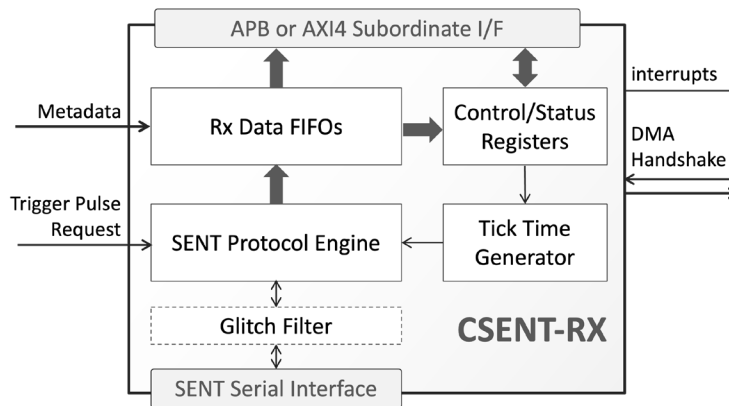 APB or AXI4 Subordinate I/F
interrupts
Metadata
Rx Data FIFOs
Control/Status
Registers
DMA
Handshake
Trigger Pulse
Request
SENT Protocol Engine
Tick Time
Generator
Glitch Filter
CSENT-RX
SENT Serial Interface